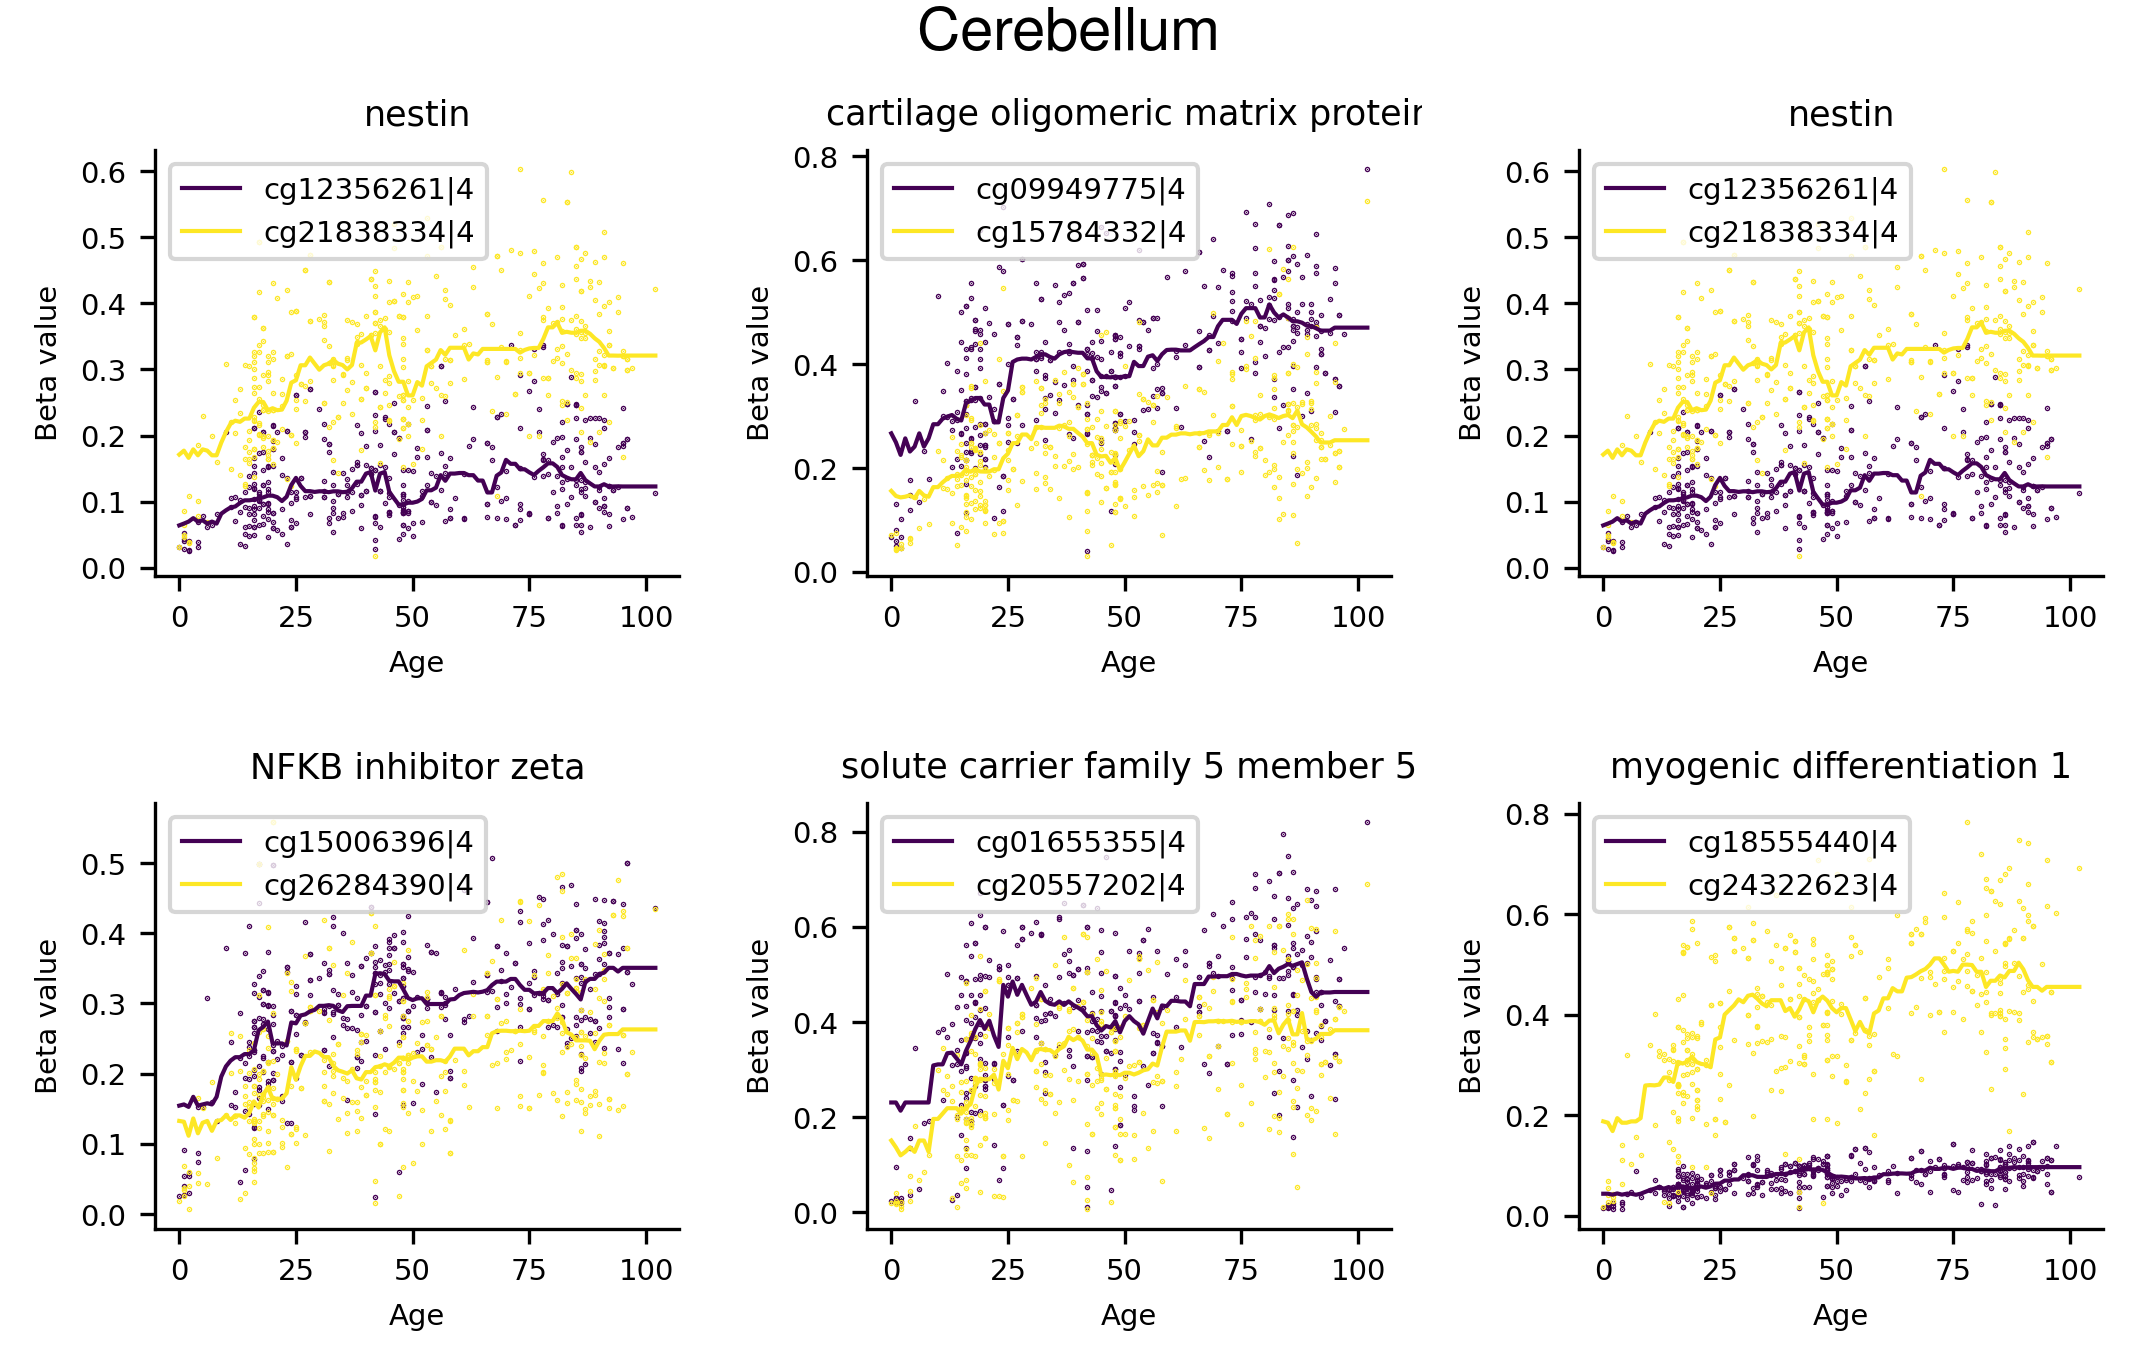 Cerebellum
nestin
cartilage oligomeric matrix protein
nestin
Beta value
0.6
0.5
0.4
0.3
0.2
0.1
0.0
cg12356261|4
cg21838334|4
0
25
50
75
100
Age
Beta value
0.8
0.6
0.4
0.2
0.0
cg09949775|4
cg15784332|4
0
25
50
75
100
Age
Beta value
0.6
0.5
0.4
0.3
0.2
0.1
0.0
cg12356261|4
cg21838334|4
0
25
50
75
100
Age
NFKB inhibitor zeta
solute carrier family 5 member 5
myogenic differentiation 1
Beta value
0.5
0.4
0.3
0.2
0.1
0.0
cg15006396|4
cg26284390|4
0
25
50
75
100
Age
Beta value
0.8
0.6
0.4
0.2
0.0
cg01655355|4
cg20557202|4
0
25
50
75
100
Age
Beta value
0.8
0.6
0.4
0.2
0.0
cg18555440|4
cg24322623|4
0
25
50
75
100
Age